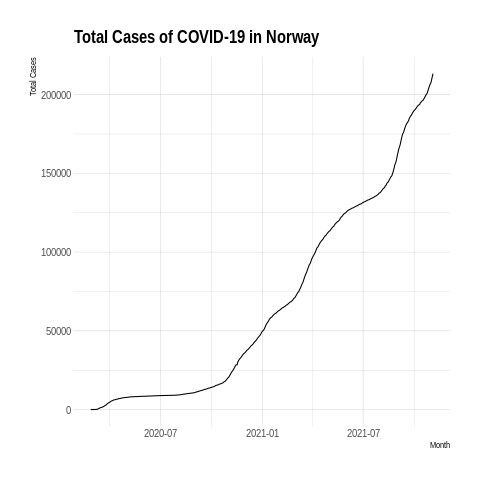 Total Cases of COVID-19 in Norway
Total Cases
200000
150000
100000
50000
0
2020-07 2021-01 2021-07
Month